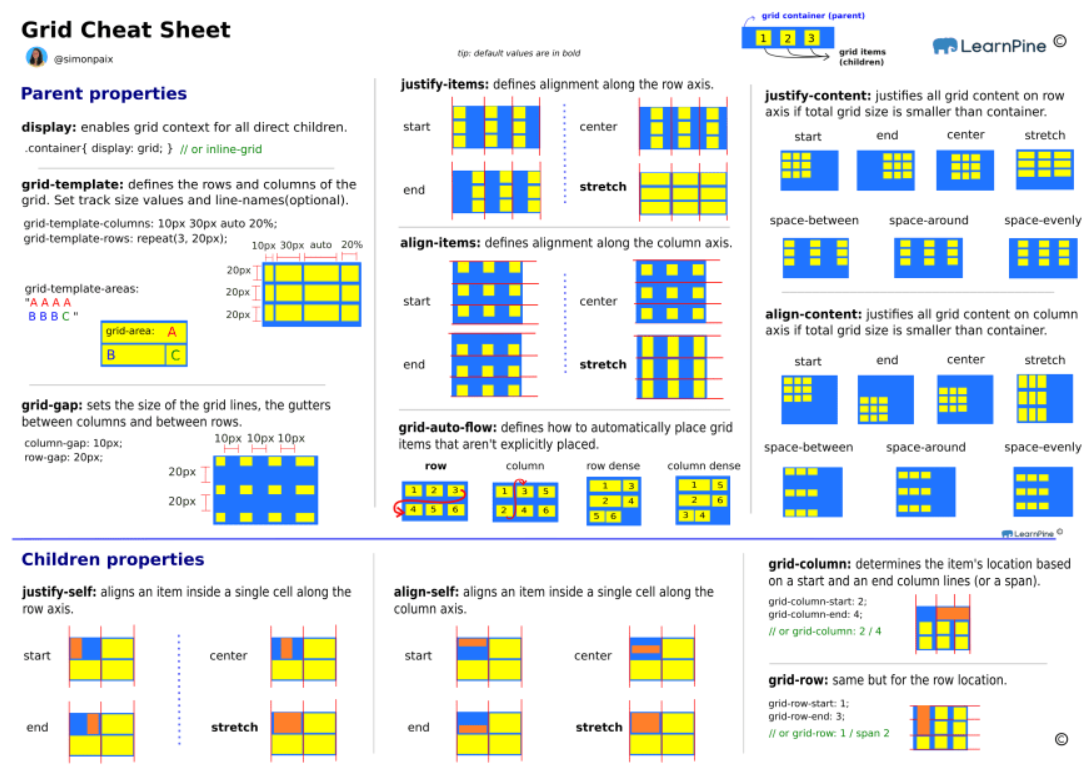 Grid Cheat Sheet
@simonpaix
tip: default values are in bold
grid container (parent)
1 2 3
grid items
(children)
LearnPine ©
Parent properties
display: enables grid context for all direct children.
.container{ display: grid; } // or inline-grid
grid-template: defines the rows and columns of the
grid. Set track size values and line-names(optional).
grid-template-columns: 10px 30px auto 20%;
grid-template-rows: repeat(3, 20px);
10px 30px auto 20%
20px
20px
20px
grid-template-areas:
"A A A A
B B B C "
grid-area: A
B C
grid-gap: sets the size of the grid lines, the gutters
between columns and between rows.
column-gap: 10px;
row-gap: 20px;
10px 10px 10px
20px
20px
justify-items: defines alignment along the row axis.
start
center
end
stretch
align-items: defines alignment along the column axis.
start
center
end
stretch
grid-auto-flow: defines how to automatically place grid
items that aren't explicitly placed.
row column row dense column dense
1 2 3
4 5 6
1 3 5
2 4 6
1 3
2 4
5 6
1 5
2 6
3 4
justify-content: justifies all grid content on row
axis if total grid size is smaller than container.
start end center stretch
space-between space-around space-evenly
align-content: justifies all grid content on column
axis if total grid size is smaller than container.
start end center stretch
space-between space-around space-evenly
LearnPine ©
Children properties
justify-self: aligns an item inside a single cell along the
row axis.
start
center
end
stretch
align-self: aligns an item inside a single cell along the
column axis.
start
center
end
stretch
grid-column: determines the item's location based
on a start and an end column lines (or a span).
grid-column-start: 2;
grid-column-end: 4;
// or grid-column: 2 / 4
grid-row: same but for the row location.
grid-row-start: 1;
grid-row-end: 3;
// or grid-row: 1 / span 2
©